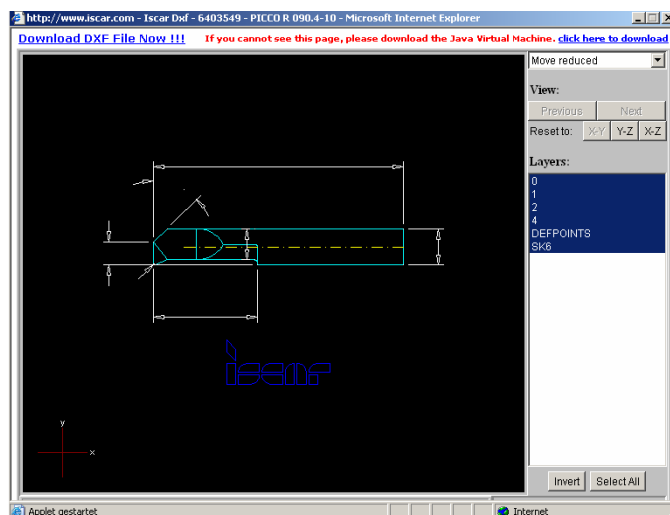 http://www.iscar.com - Iscar Dxf - 6403549 - PICCO R 090.4-10 - Microsoft Internet Explorer
Download DXF File Now !!! If you cannot see this page, please download the Java Virtual Machine. click here to download
Move reduced
View:
Previous Next
Reset to: X-Y Y-Z X-Z
Layers:
0
1
2
4
DEFPOINTS
SK6
iscar
y
x
Invert Select All
Applet gestartet Internet